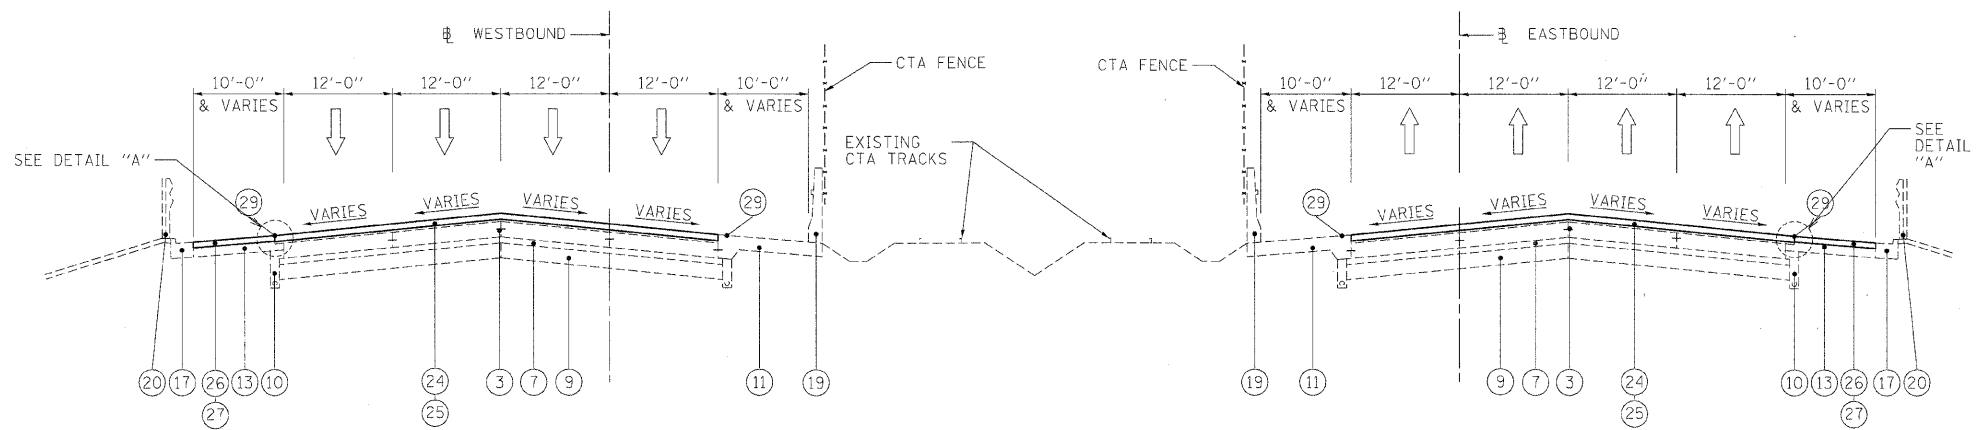 ℄ WESTBOUND
℄ EASTBOUND
CTA FENCE
CTA FENCE
10'-0"
12'-0"
12'-0"
12'-0"
12'-0"
10'-0"
10'-0"
12'-0"
12'-0"
12'-0"
12'-0"
10'-0"
& VARIES
& VARIES
& VARIES
& VARIES
SEE DETAIL "A"
EXISTING
CTA TRACKS
SEE
DETAIL
"A"
29
VARIES
VARIES
VARIES
VARIES
29
29
VARIES
VARIES
VARIES
VARIES
29
20
17
26
13
10
24
3
7
9
11
19
19
11
9
7
3
24
10
13
26
17
20
27
25
25
27